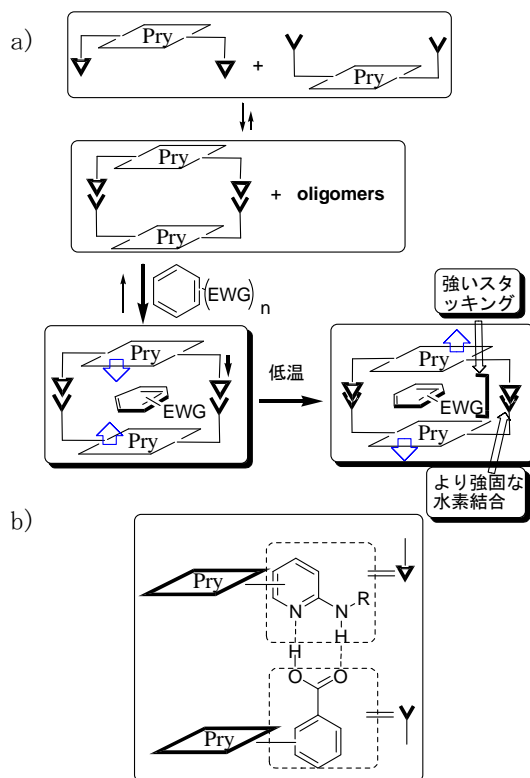 a)
Pry
+
Pry
Pry
Pry
+ oligomers
(EWG)n
強いスタッキング
Pry
EWG
Pry
低温
Pry
EWG
Pry
より強固な
水素結合
b)
Pry
N
N
R
H
H
O
O
Pry